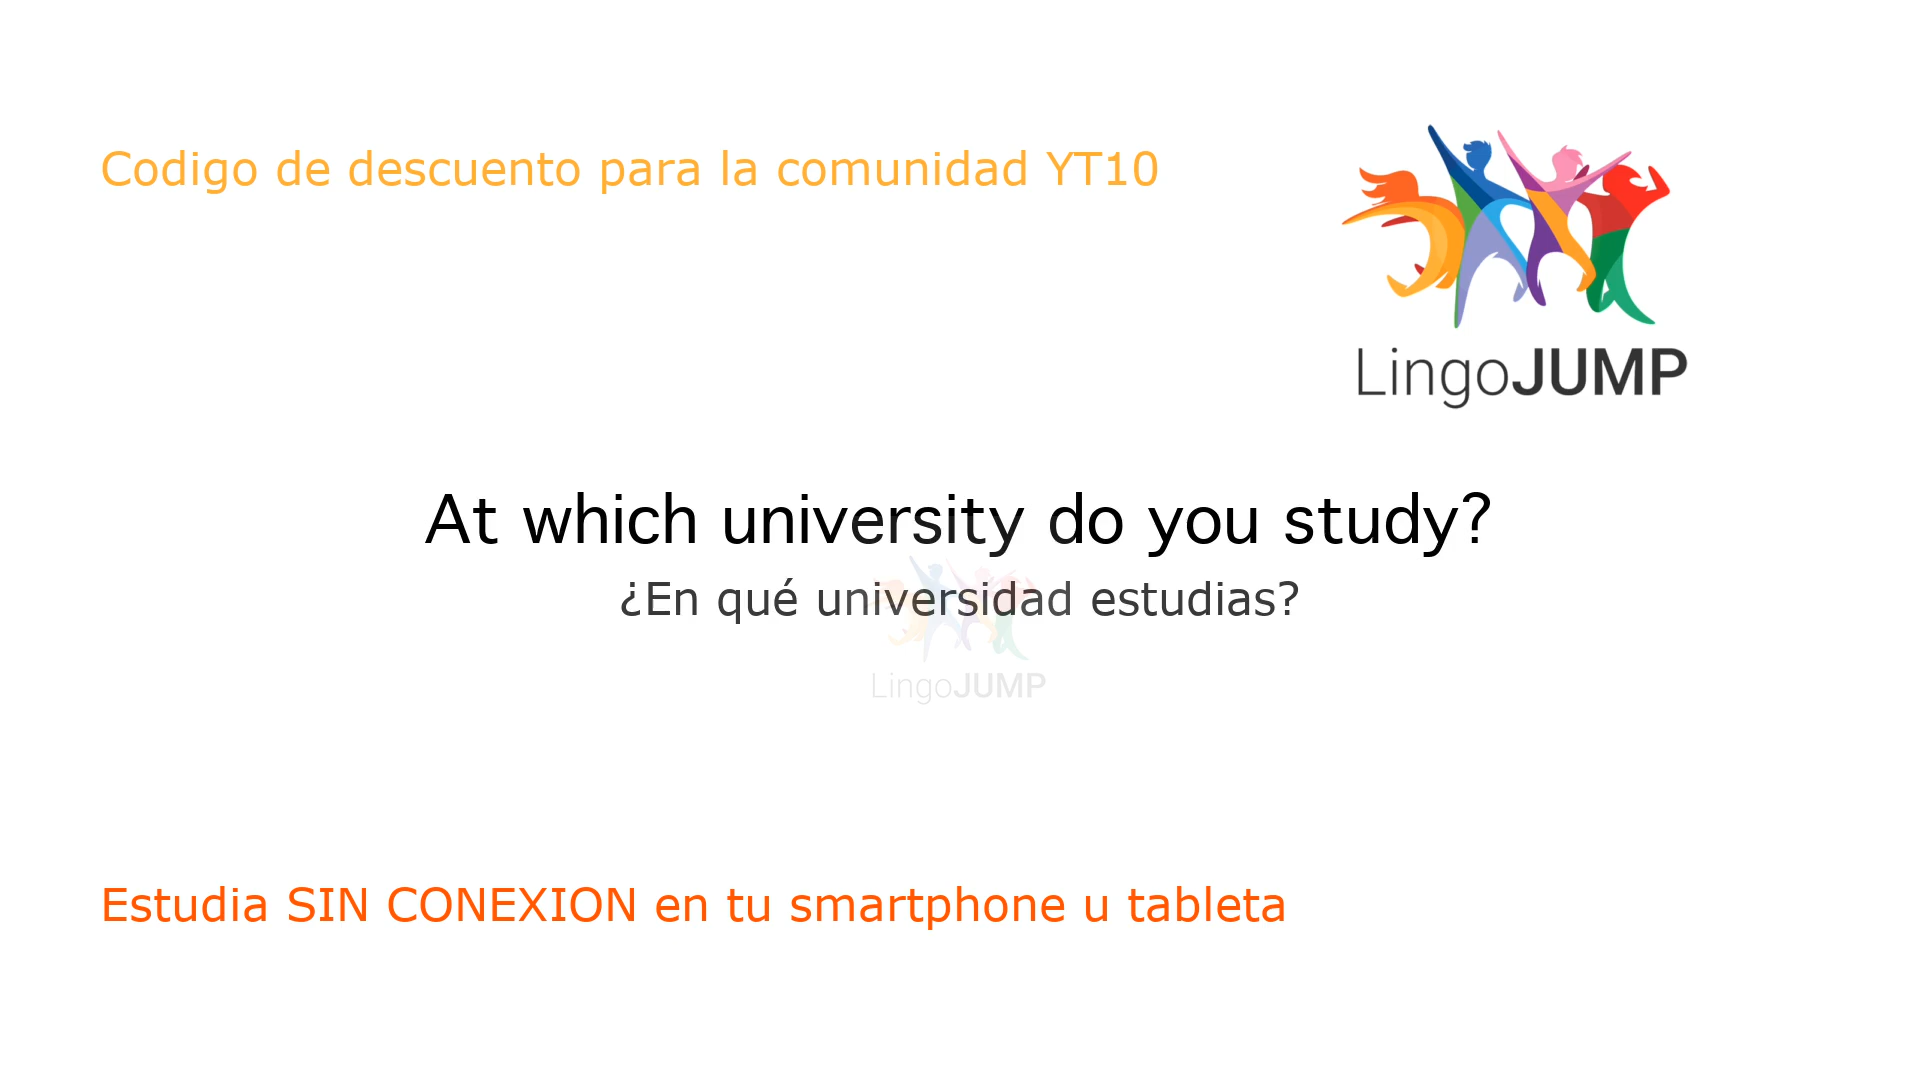 Codigo de descuento para la comunidad YT10
LingoJUMP
At which university do you study?
¿En qué universidad estudias?
LingoJUMP
Estudia SIN CONEXION en tu smartphone u tableta